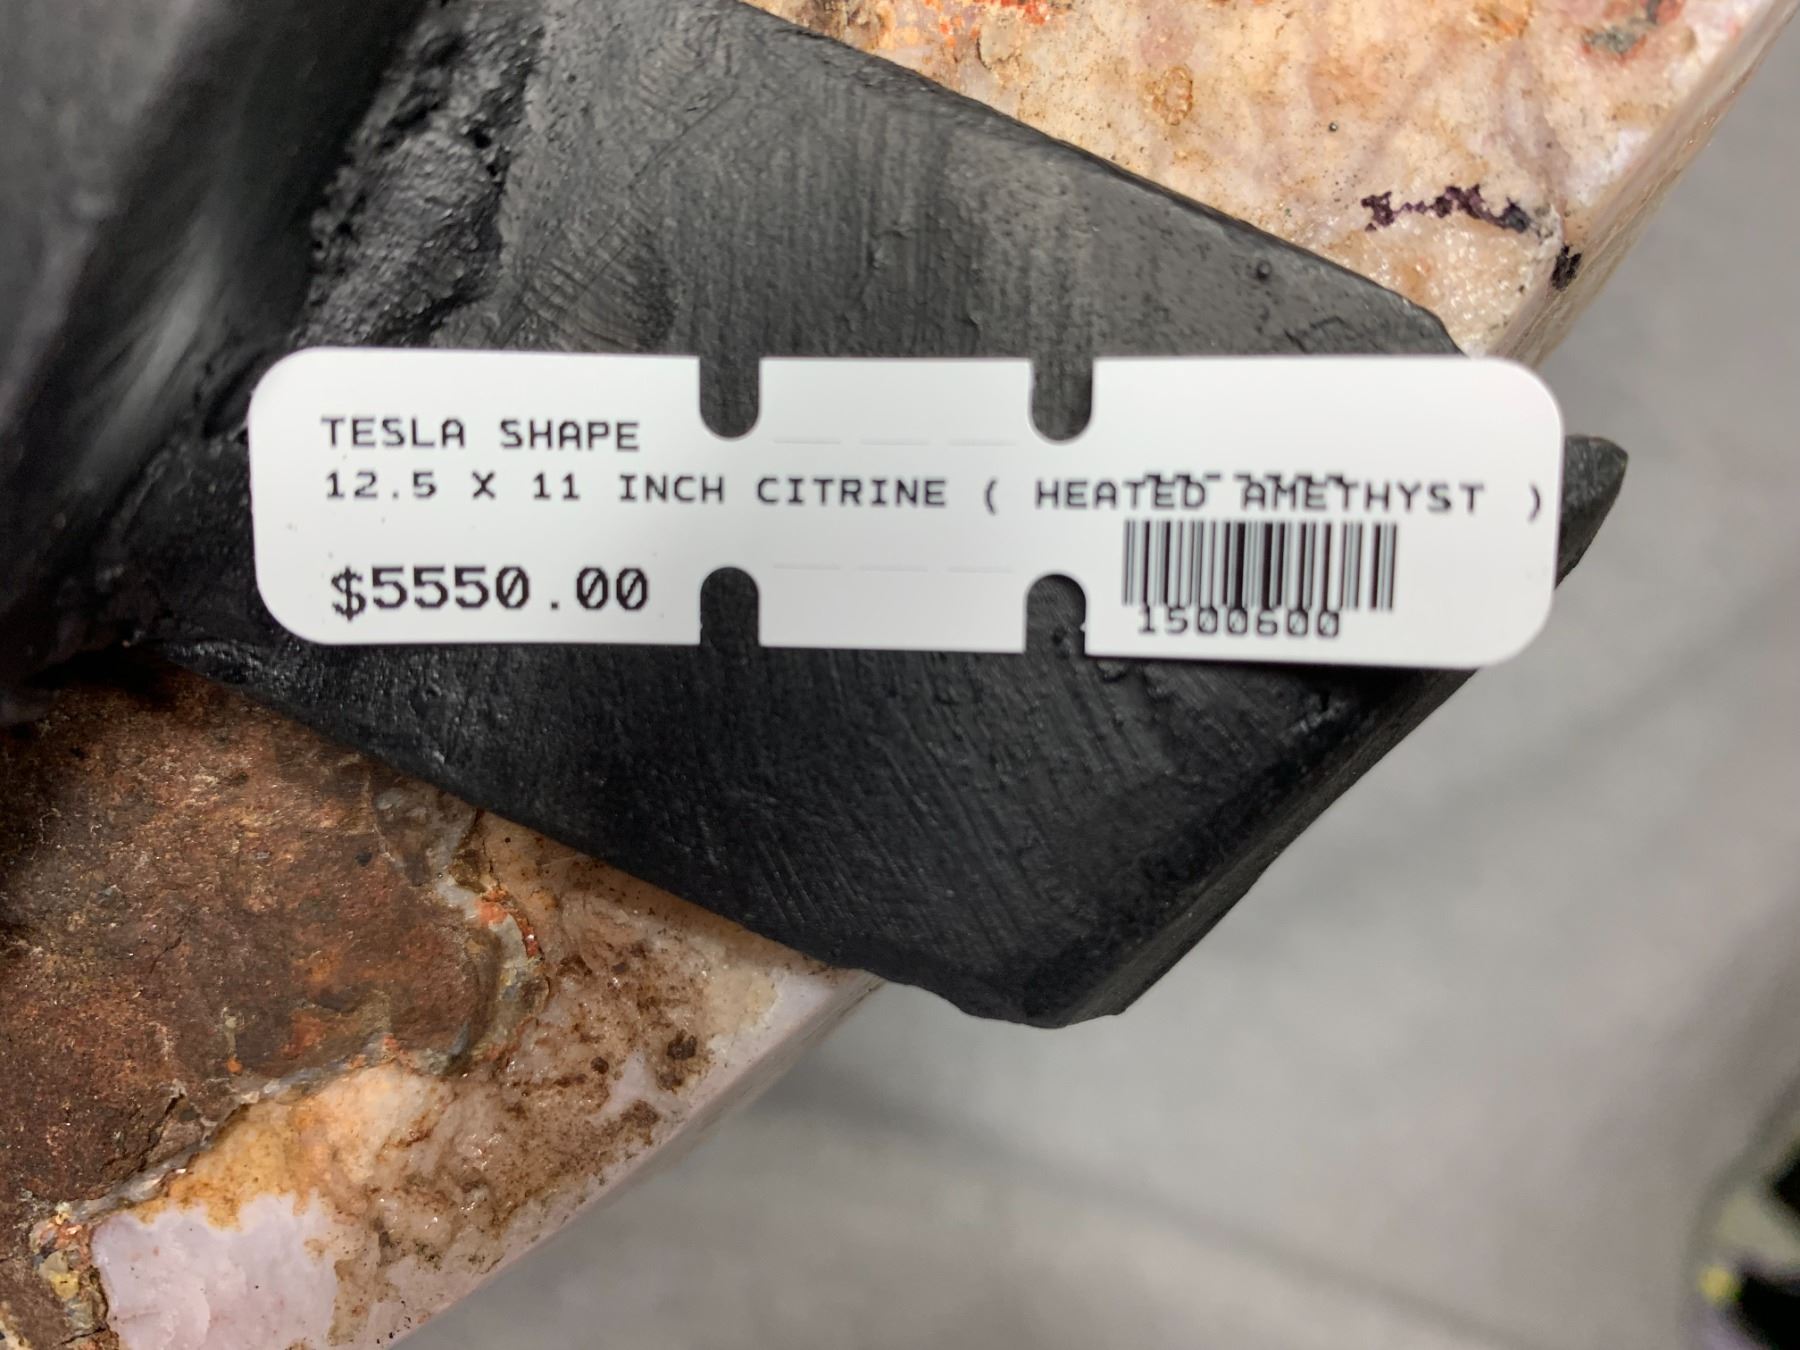 TESLA SHAPE
12.5 X 11 INCH CITRINE ( HEATED AMETHYST )
$5550.00
1500600